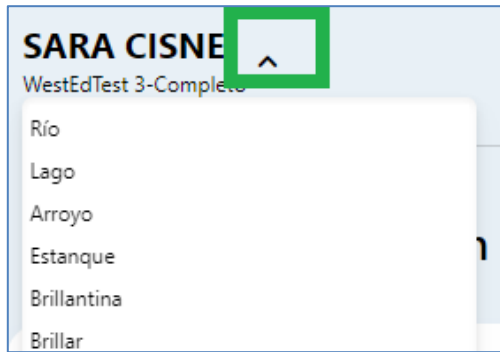 SARA CISNE
WestEdTest 3-Completo
Río
Lago
Arroyo
Estanque
Brillantina
Brillar